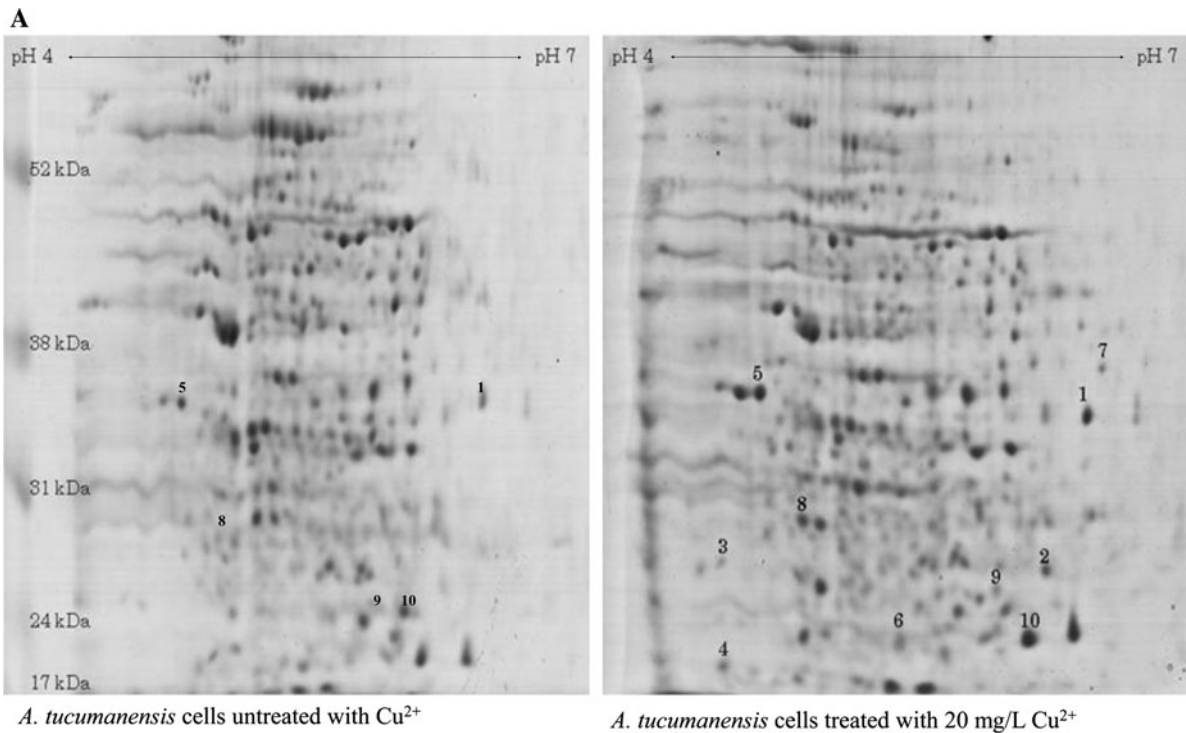 A
pH 4 pH 7
52 kDa
38 kDa
5 1
31 kDa
8
9 10
24 kDa
17 kDa
A. tucumanensis cells untreated with Cu²⁺
pH 4 pH 7
7
5 1
8
3 2
9
6 10
4
A. tucumanensis cells treated with 20 mg/L Cu²⁺